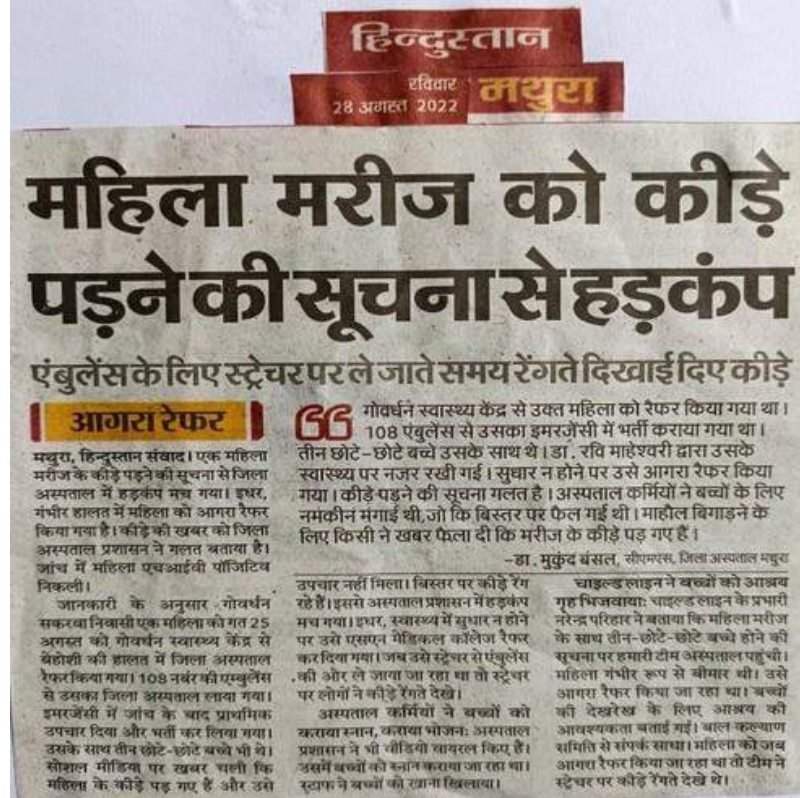 हिन्दुस्तान
रविवार
28 अगस्त 2022
मथुरा
महिला मरीज को कीड़े
पड़ने की सूचना से हड़कंप
एंबुलेंस के लिए स्ट्रेचर पर ले जाते समय रेंगते दिखाई दिए कीड़े
आगरा रेफर
मथुरा, हिन्दुस्तान संवाद। एक महिला
मरीज के कीड़े पड़ने की सूचना से जिला
अस्पताल में हड़कंप मच गया। इधर,
गंभीर हालत में महिला को आगरा रेफर
किया गया है। कीड़े की खबर को जिला
अस्पताल प्रशासन ने गलत बताया है।
जांच में महिला एचआईवी पॉजिटिव
निकली।
जानकारी के अनुसार गोवर्धन
सकरवा निवासी एक महिला को गत 25
अगस्त को गोवर्धन स्वास्थ्य केंद्र से
बेहोशी की हालत में जिला अस्पताल
रैफर किया गया। 108 नंबर की एम्बुलेंस
से उसका जिला अस्पताल लाया गया।
इमरजेंसी में जांच के बाद प्राथमिक
उपचार दिया और भर्ती कर लिया गया।
उसके साथ तीन छोटे-छोटे बच्चे भी थे।
सोशल मीडिया पर खबर चली कि
महिला के कीड़े पड़ गए हैं और उसे
गोवर्धन स्वास्थ्य केंद्र से उक्त महिला को रैफर किया गया था।
108 एंबुलेंस से उसका इमरजेंसी में भर्ती कराया गया था।
तीन छोटे-छोटे बच्चे उसके साथ थे। डा. रवि माहेश्वरी द्वारा उसके
स्वास्थ्य पर नजर रखी गई। सुधार न होने पर उसे आगरा रैफर किया
गया। कीड़े पड़ने की सूचना गलत है। अस्पताल कर्मियों ने बच्चों के लिए
नमकीन मंगाई थी, जो कि बिस्तर पर फैल गई थी। माहौल बिगाड़ने के
लिए किसी ने खबर फैला दी कि मरीज के कीड़े पड़ गए हैं।
-डा. मुकुंद बंसल, सीएमएस, जिला अस्पताल मथुरा
उपचार नहीं मिला। बिस्तर पर कीड़े रेंग
रहे हैं। इससे अस्पताल प्रशासन में हड़कंप
मच गया। इधर, स्वास्थ्य में सुधार न होने
पर उसे एसएन मेडिकल कॉलेज रैफर
कर दिया गया। जब उसे स्ट्रेचर से एंबुलेंस
की ओर ले जाया जा रहा था तो स्ट्रेचर
पर लोगों ने कीड़े रेंगते देखे।
अस्पताल कर्मियों ने बच्चों को
कराया स्नान, कराया भोजन: अस्पताल
प्रशासन ने भी वीडियो वायरल किए हैं।
उसमें बच्चों को स्नान कराया जा रहा था।
स्टाफ ने बच्चों को खाना खिलाया।
चाइल्ड लाइन ने बच्चों को आश्रय
गृह भिजवाया: चाइल्ड लाइन के प्रभारी
नरेन्द्र परिहार ने बताया कि महिला मरीज
के साथ तीन-छोटे-छोटे बच्चे होने की
सूचना पर हमारी टीम अस्पताल पहुंची।
महिला गंभीर रूप से बीमार थी। उसे
आगरा रैफर किया जा रहा था। बच्चों
की देखरेख के लिए आश्रय की
आवश्यकता बताई गई। बाल कल्याण
समिति से संपर्क साधा। महिला को जब
आगरा रैफर किया जा रहा था तो टीम ने
स्ट्रेचर पर कीड़े रेंगते देखे थे।